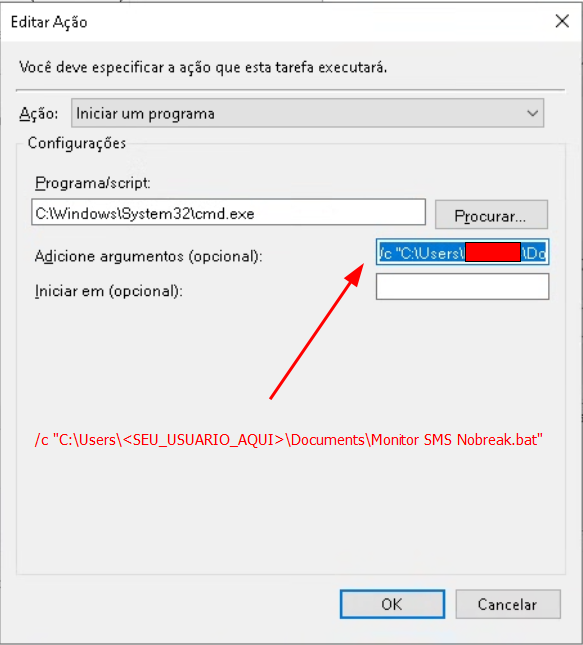 Editar Ação
Você deve especificar a ação que esta tarefa executará.
Ação: Iniciar um programa
Configurações
Programa/script:
C:\Windows\System32\cmd.exe Procurar...
Adicione argumentos (opcional): /c "C:\Users\ \Do
Iniciar em (opcional):
/c "C:\Users\<SEU_USUARIO_AQUI>\Documents\Monitor SMS Nobreak.bat"
OK Cancelar